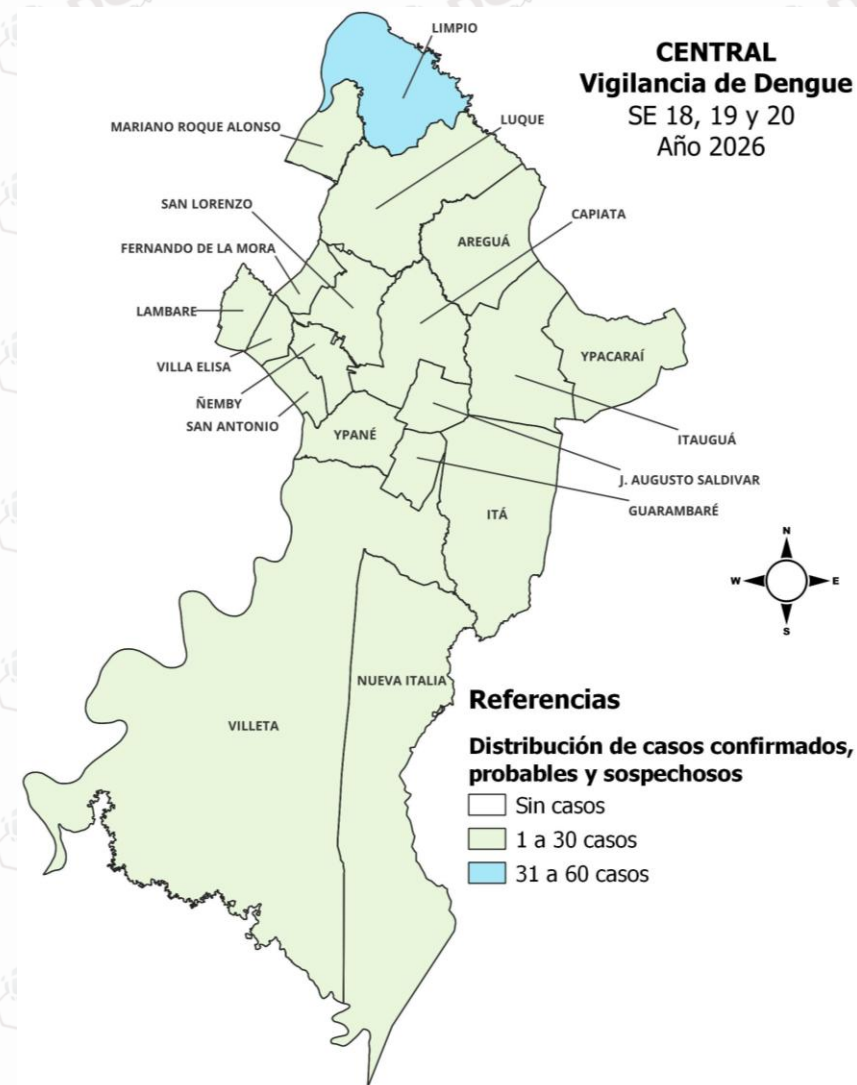 CENTRAL
Vigilancia de Dengue
SE 18, 19 y 20
Año 2026
LIMPIO
MARIANO ROQUE ALONSO
LUQUE
SAN LORENZO
CAPIATA
AREGUÁ
FERNANDO DE LA MORA
LAMBARE
YPACARAÍ
VILLA ELISA
ÑEMBY
SAN ANTONIO
YPANÉ
ITAUGUÁ
J. AUGUSTO SALDIVAR
GUARAMBARÉ
ITÁ
N
W
E
S
NUEVA ITALIA
VILLETA
Referencias
Distribución de casos confirmados,
probables y sospechosos
Sin casos
1 a 30 casos
31 a 60 casos